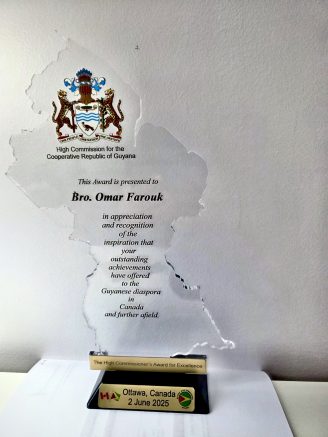 High Commission for the
Cooperative Republic of Guyana
This Award is presented to
Bro. Omar Farouk
in appreciation
and recognition
of the
inspiration that
your
outstanding
achievements
have offered
to the
Guyanese diaspora
in
Canada
and further afield.
The High Commissioner's Award for Excellence
Ottawa, Canada
2 June 2025